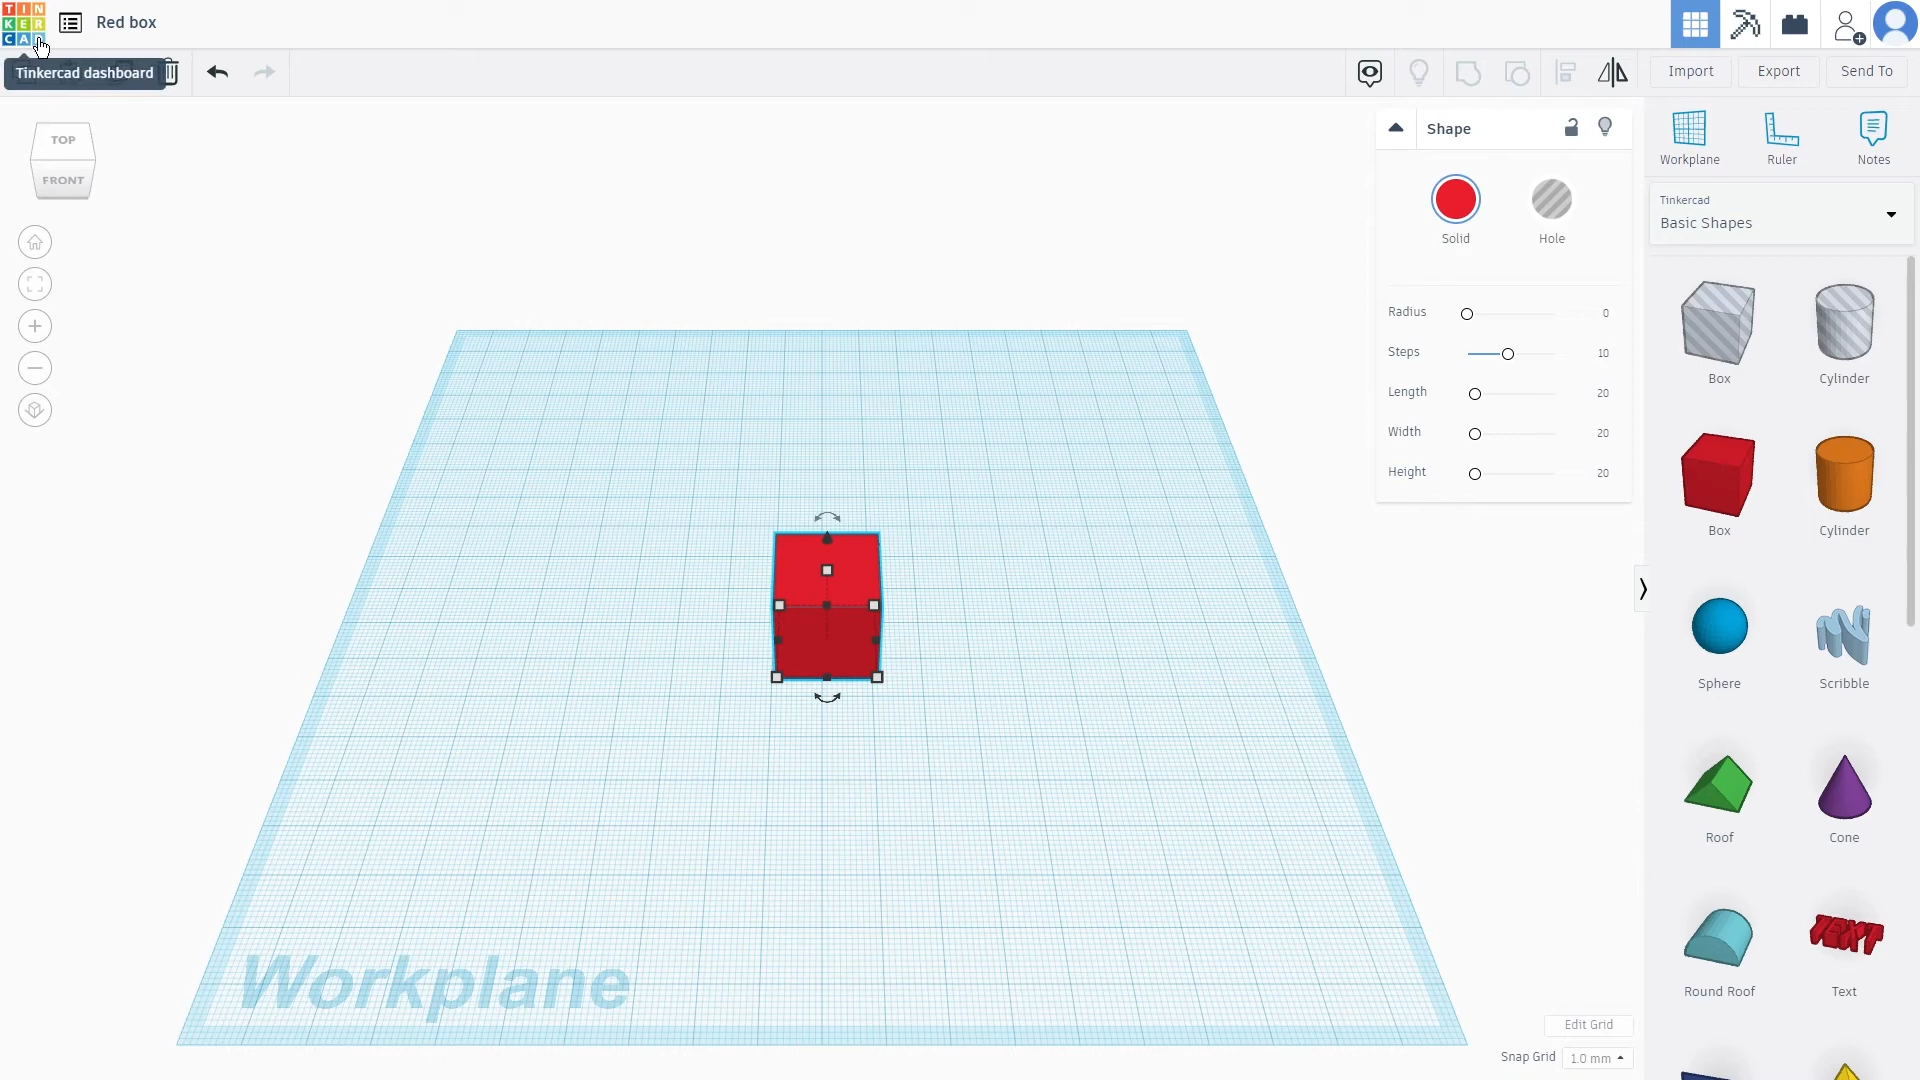 TIN
KER
CAD
Red box
Tinkercad dashboard
Import
Export
Send To
TOP
FRONT
Shape
Solid
Hole
Radius
0
Steps
10
Length
20
Width
20
Height
20
Workplane
Ruler
Notes
Tinkercad
Basic Shapes
Box
Cylinder
Box
Cylinder
Sphere
Scribble
Roof
Cone
TEXT
Round Roof
Text
Workplane
Edit Grid
Snap Grid
1.0 mm